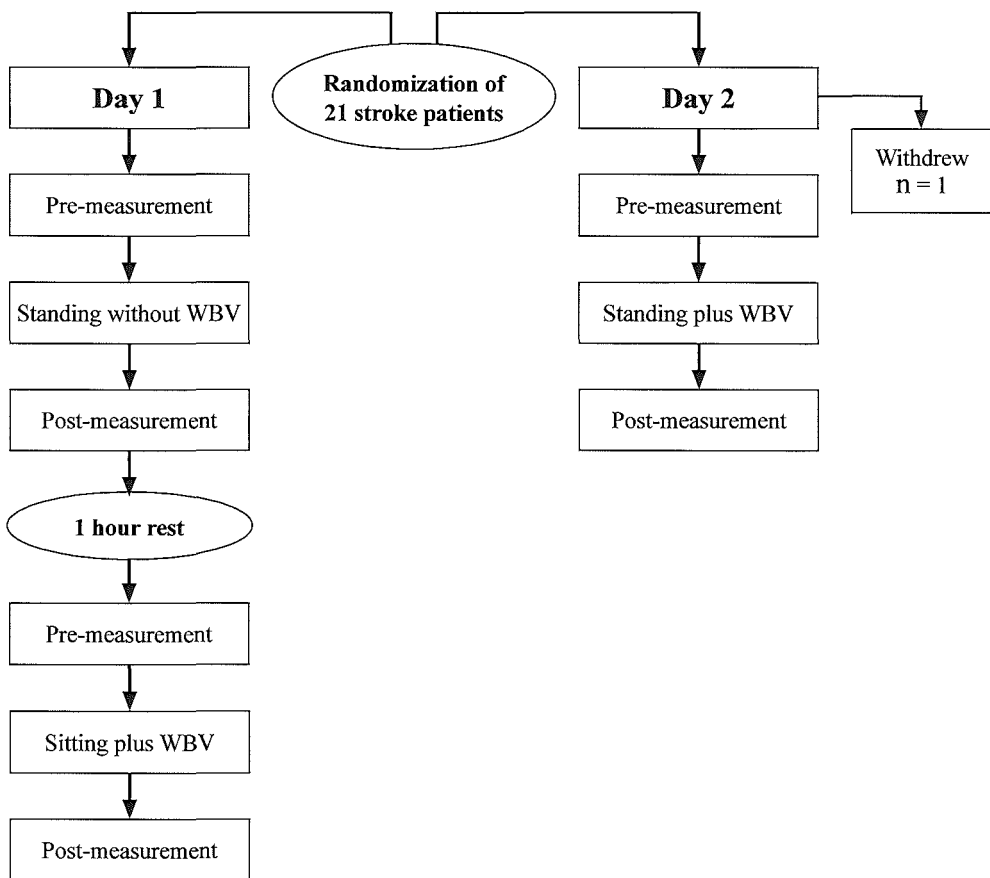 Randomization of
21 stroke patients
Day 1
Pre-measurement
Standing without WBV
Post-measurement
1 hour rest
Pre-measurement
Sitting plus WBV
Post-measurement
Day 2
Withdrew
n = 1
Pre-measurement
Standing plus WBV
Post-measurement